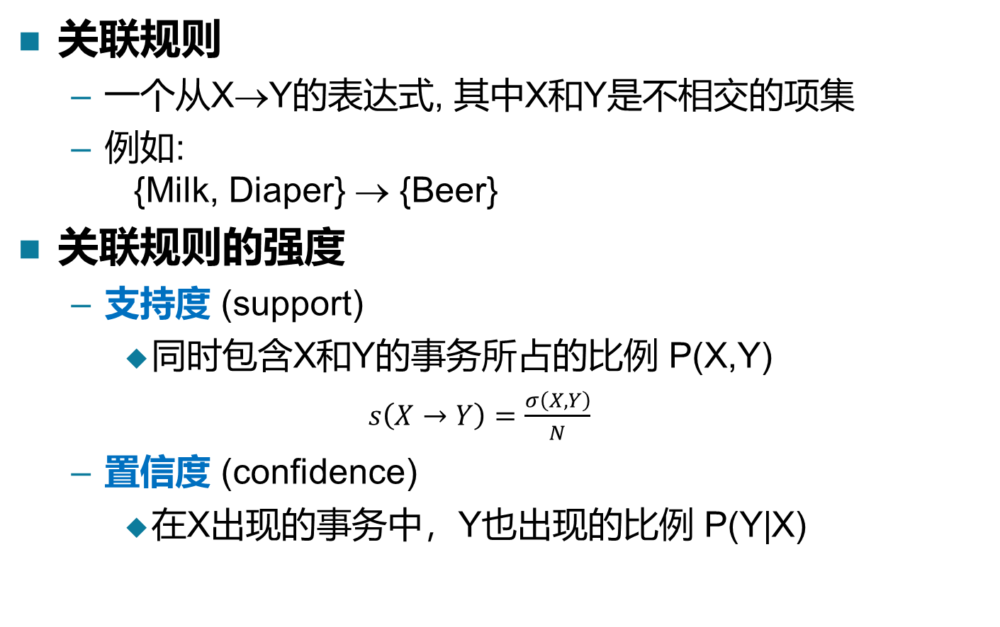 ■ 关联规则
– 一个从X→Y的表达式, 其中X和Y是不相交的项集
– 例如:
{Milk, Diaper} → {Beer}
■ 关联规则的强度
– 支持度 (support)
◆同时包含X和Y的事务所占的比例 P(X,Y)
s(X → Y) = σ(X,Y)/N
– 置信度 (confidence)
◆在X出现的事务中，Y也出现的比例 P(Y|X)